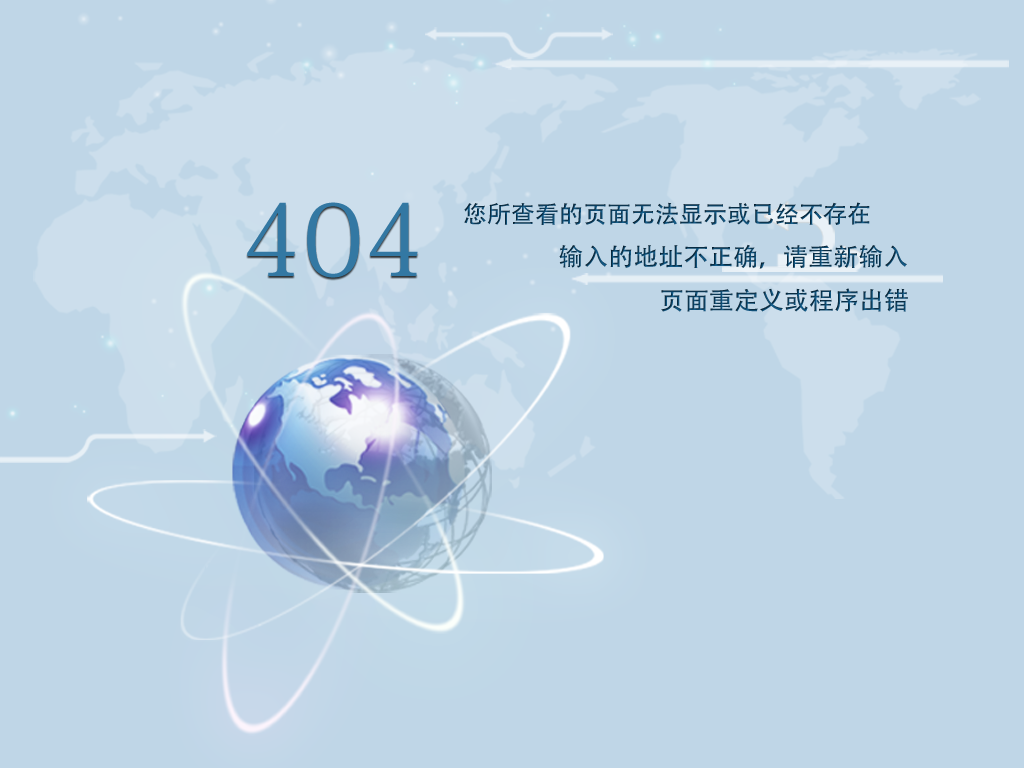 404
您所查看的页面无法显示或已经不存在
输入的地址不正确，请重新输入
页面重定义或程序出错